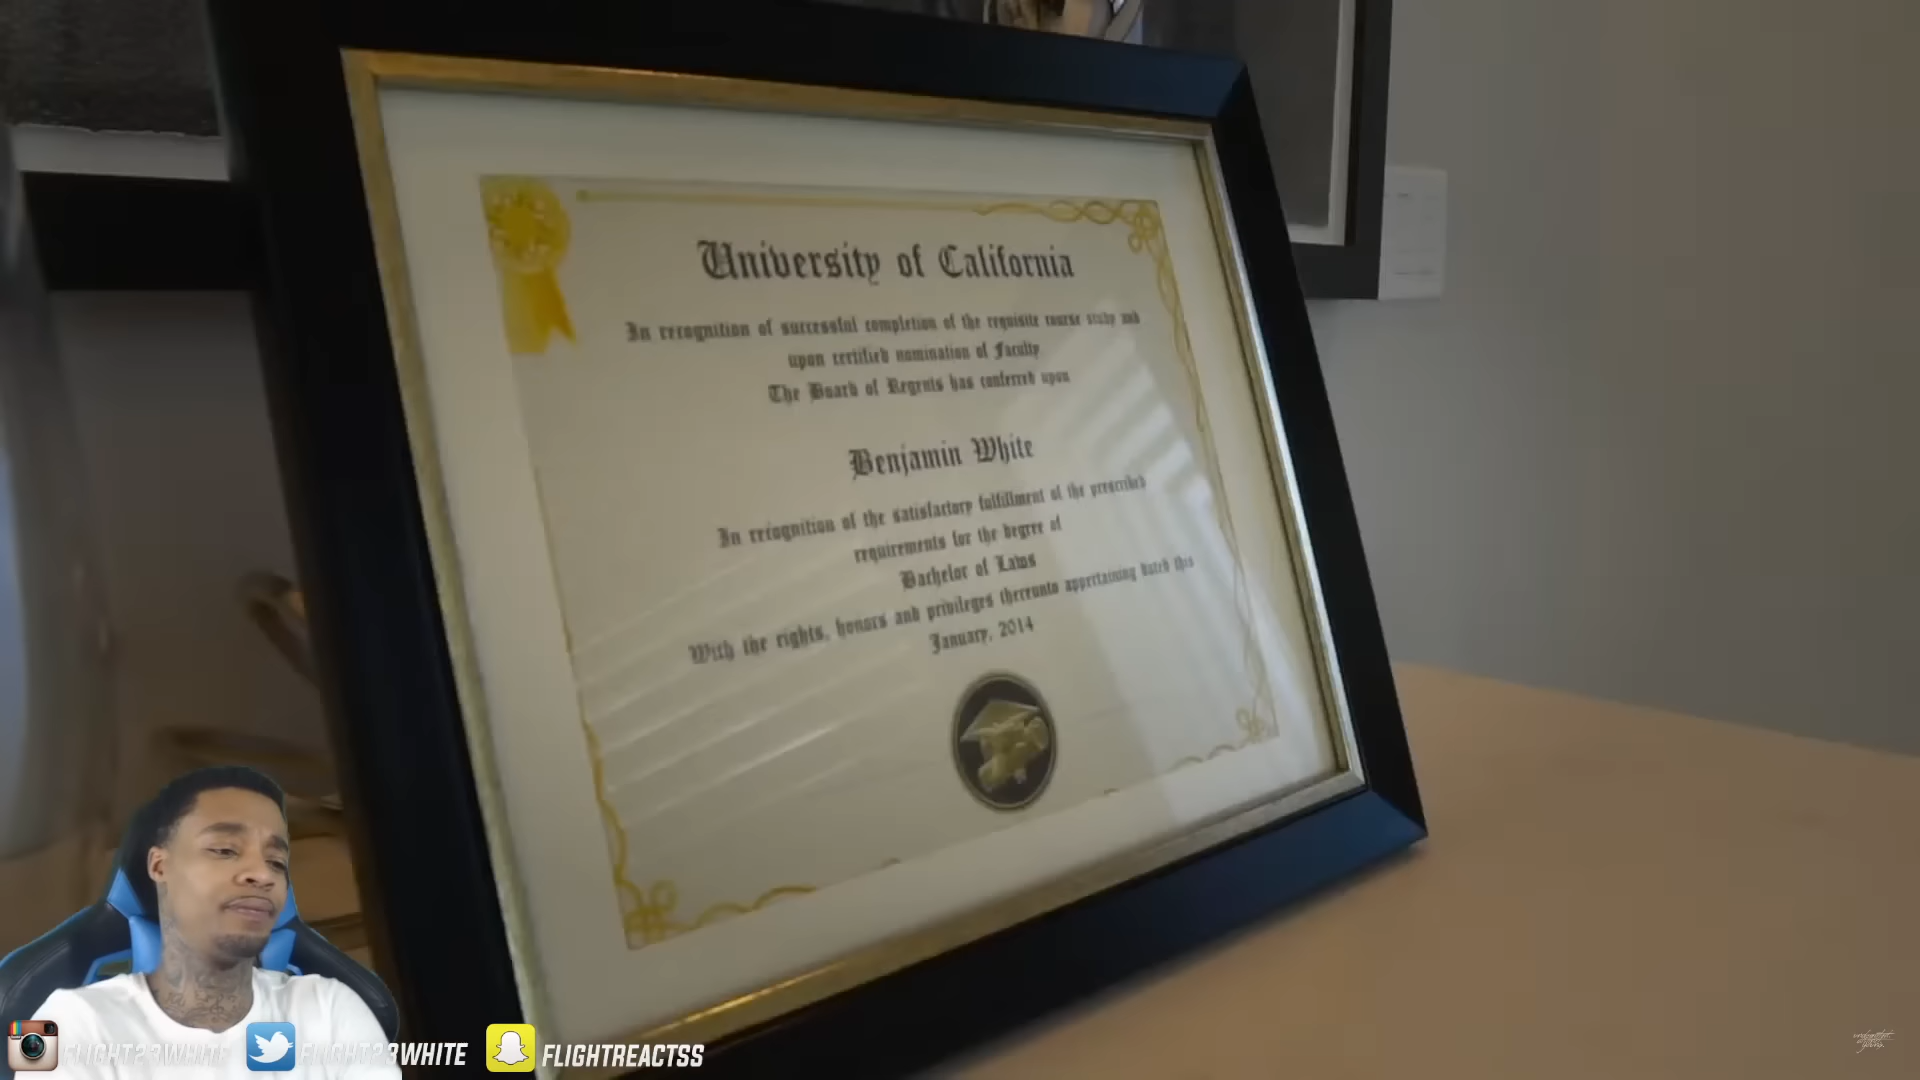 University of California
In recognition of successful completion of the requisite course study and
upon certified nomination of Faculty
The Board of Regents has conferred upon
Benjamin White
In recognition of the satisfactory fulfillment of the prescribed
requirements for the degree of
Bachelor of Laws
With the rights, honors and privileges thereunto appertaining dated this
January, 2014
FLIGHT23WHITE
FLIGHT23WHITE
FLIGHTREACTSS